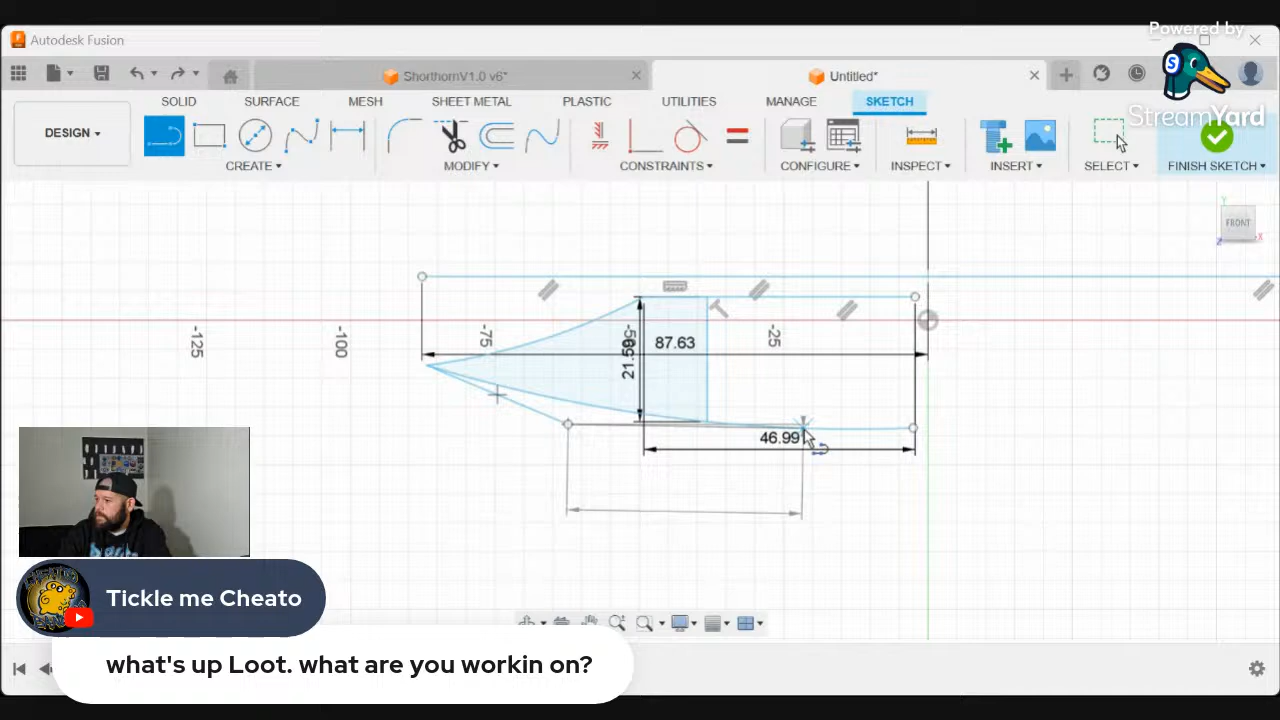 Powered by
StreamYard
Autodesk Fusion
ShorthornV1.0 v6*
Untitled*
DESIGN
SOLID
SURFACE
MESH
SHEET METAL
PLASTIC
UTILITIES
MANAGE
SKETCH
CREATE
MODIFY
CONSTRAINTS
CONFIGURE
INSPECT
INSERT
SELECT
FINISH SKETCH
FRONT
-125
-100
-75
-25
87.63
46.99
Tickle me Cheato
what's up Loot. what are you workin on?